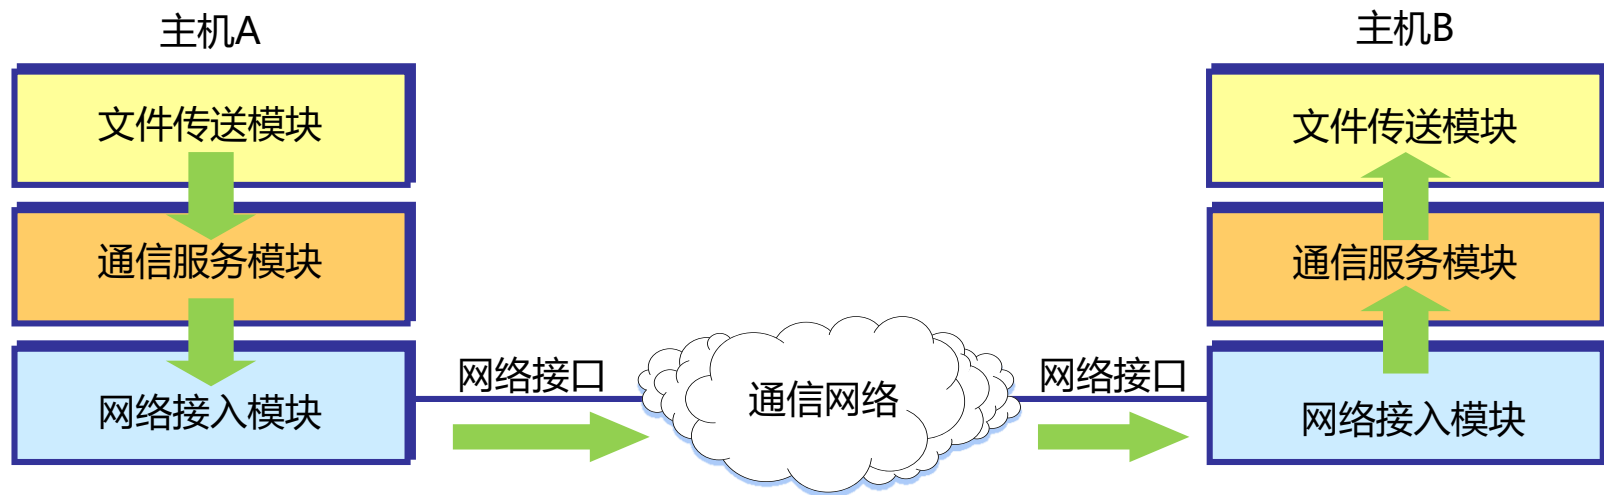 主机A
主机B
文件传送模块
文件传送模块
通信服务模块
通信服务模块
网络接口
通信网络
网络接口
网络接入模块
网络接入模块